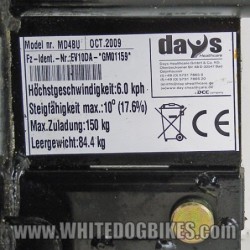 Model nr. MD4BU OCT.2009
Fz-Ident.-Nr.:EV10DA-*GM01159*
days
Höchstgeschwindigkeit:6.0 kph
Steigfähigkeit max.:10° (17.6%)
Max.Zuladung:150 kg
Leergewicht:84.4 kg
DCC
WWW.WHITEDOGBIKES.COM